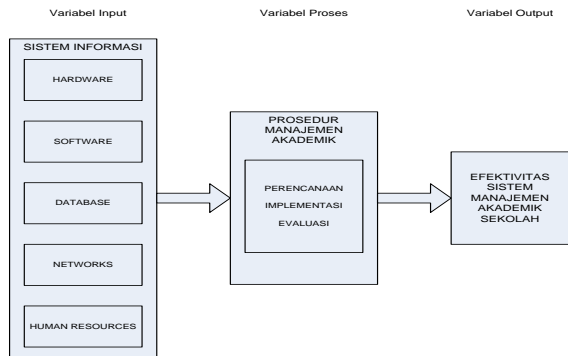 Variabel Input
Variabel Proses
Variabel Output
SISTEM INFORMASI
HARDWARE
SOFTWARE
DATABASE
NETWORKS
HUMAN RESOURCES
PROSEDUR
MANAJEMEN
AKADEMIK
PERENCANAAN
IMPLEMENTASI
EVALUASI
EFEKTIVITAS
SISTEM
MANAJEMEN
AKADEMIK
SEKOLAH